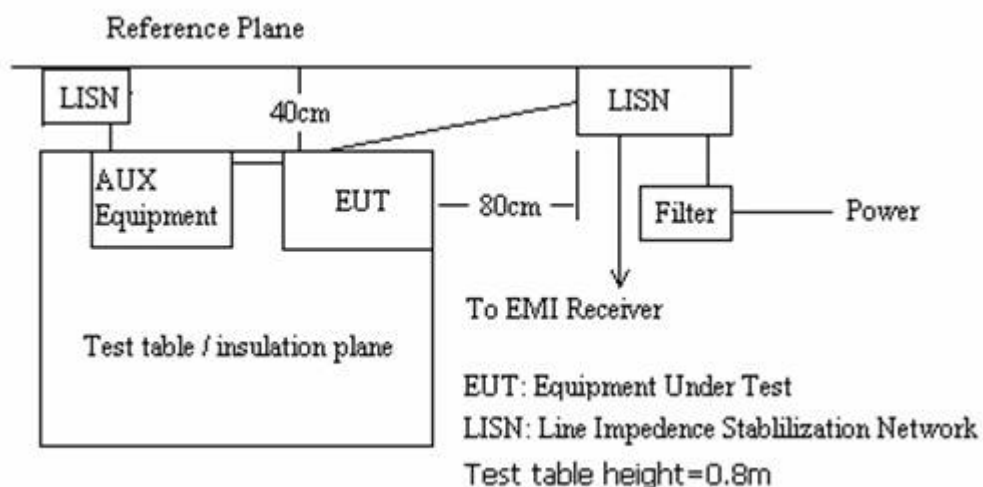 Reference Plane
LISN
40cm
LISN
AUX
Equipment
EUT
80cm
Filter
Power
To EMI Receiver
Test table / insulation plane
EUT: Equipment Under Test
LISN: Line Impedence Stablilization Network
Test table height=0.8m